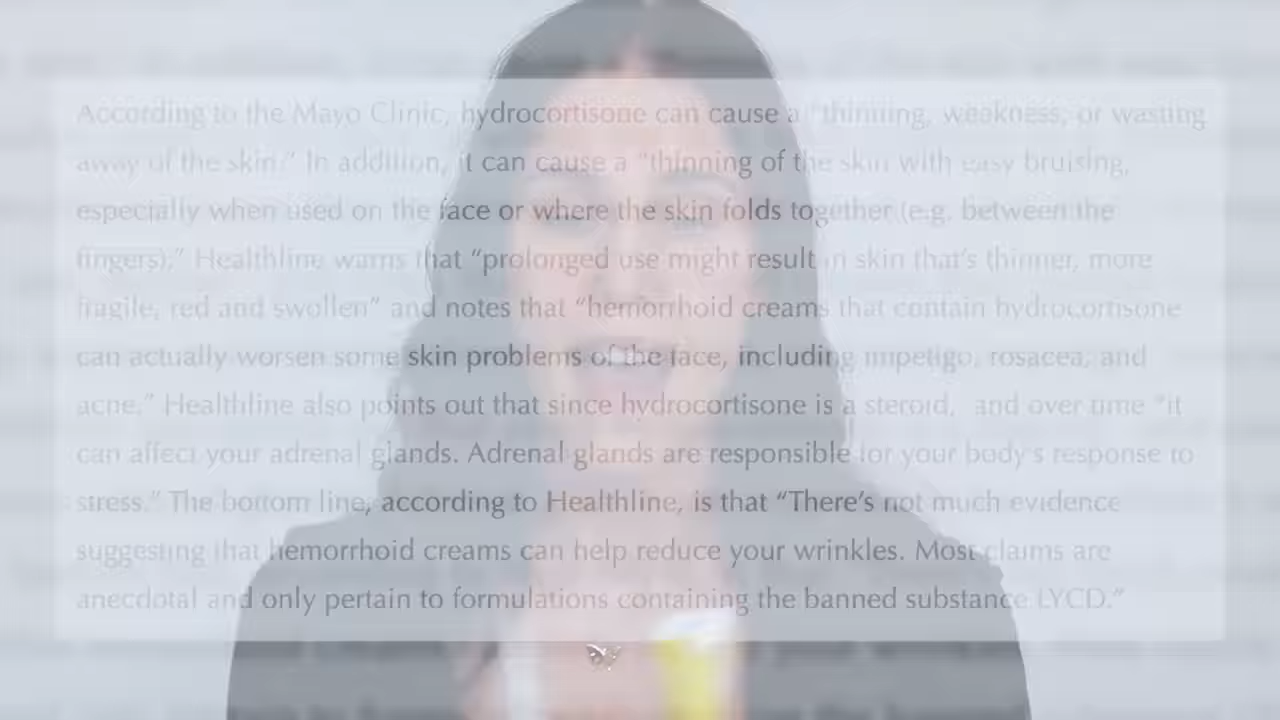 According to the Mayo Clinic, hydrocortisone can cause a "thinning, weakness, or wasting
away of the skin." In addition, it can cause a "thinning of the skin with easy bruising,
especially when used on the face or where the skin folds together (e.g. between the
fingers)." Healthline warns that "prolonged use might result in skin that's thinner, more
fragile, red and swollen" and notes that "hemorrhoid creams that contain hydrocortisone
can actually worsen some skin problems of the face, including impetigo, rosacea, and
acne." Healthline also points out that since hydrocortisone is a steroid, and over time "it
can affect your adrenal glands. Adrenal glands are responsible for your body's response to
stress." The bottom line, according to Healthline, is that "There's not much evidence
suggesting that hemorrhoid creams can help reduce your wrinkles. Most claims are
anecdotal and only pertain to formulations containing the banned substance LYCD."